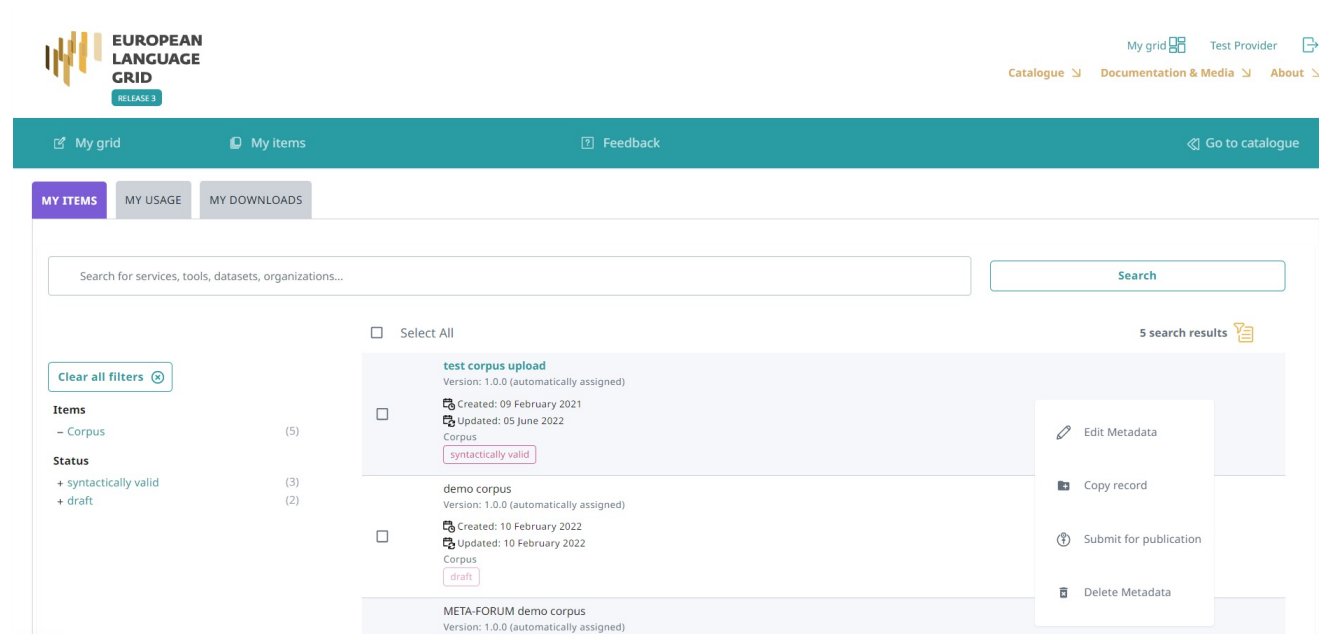 EUROPEAN
LANGUAGE
GRID
RELEASE 3
My grid Test Provider
Catalogue Documentation & Media About
My grid My items Feedback Go to catalogue
MY ITEMS MY USAGE MY DOWNLOADS
Search for services, tools, datasets, organizations... Search
Select All 5 search results
Clear all filters
Items
– Corpus (5)
Status
+ syntactically valid (3)
+ draft (2)
test corpus upload
Version: 1.0.0 (automatically assigned)
Created: 09 February 2021
Updated: 05 June 2022
Corpus
syntactically valid
demo corpus
Version: 1.0.0 (automatically assigned)
Created: 10 February 2022
Updated: 10 February 2022
Corpus
draft
META-FORUM demo corpus
Version: 1.0.0 (automatically assigned)
Edit Metadata
Copy record
Submit for publication
Delete Metadata